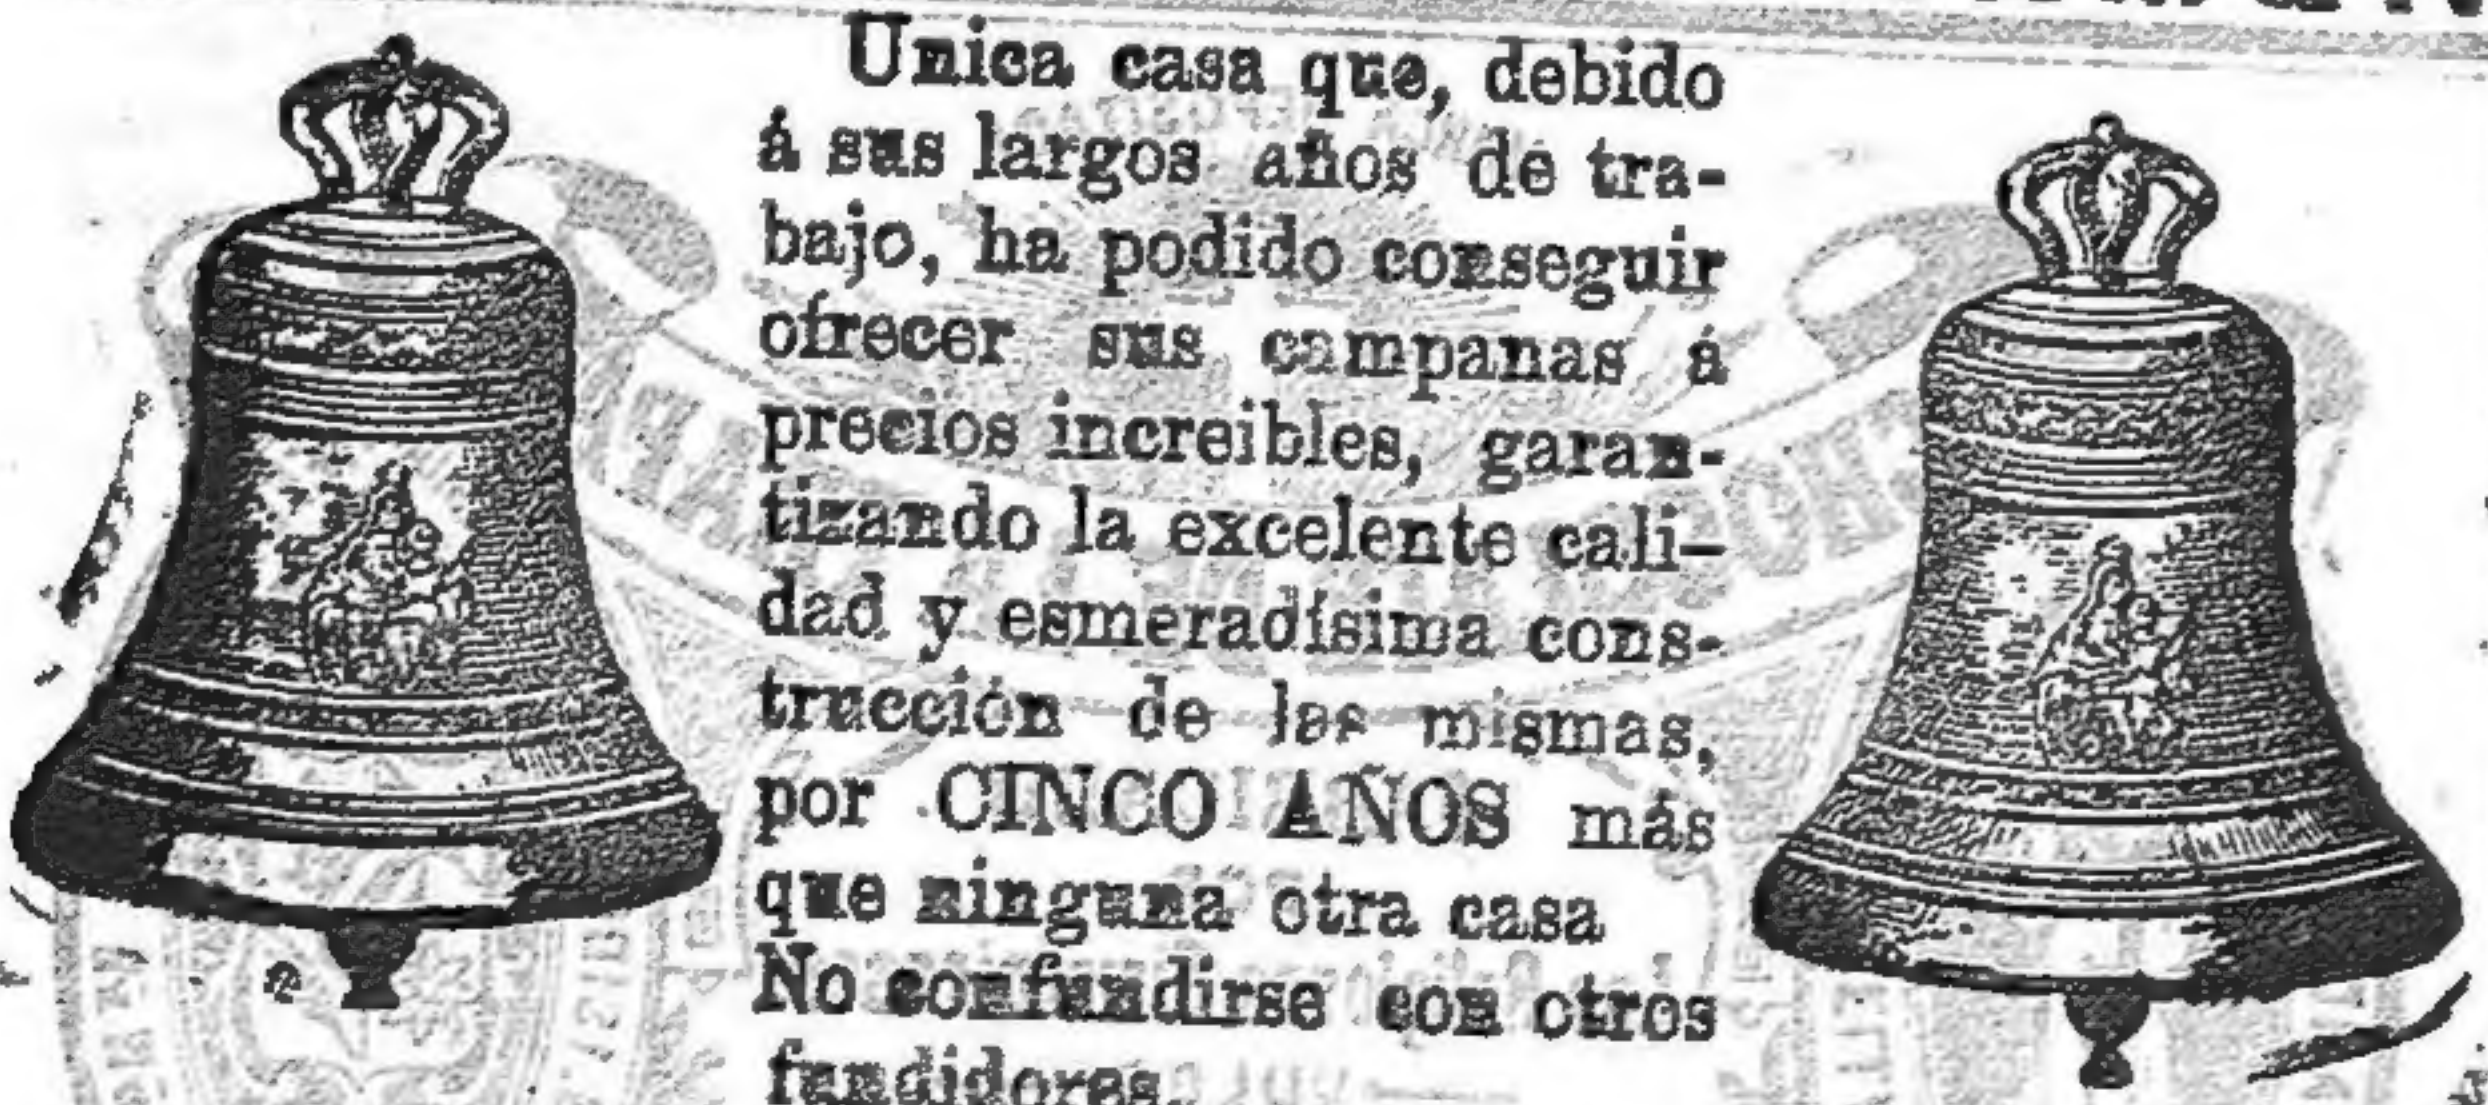 Unica casa que, debido
á sus largos años de tra-
bajo, ha podido conseguir
ofrecer sus campanas á
precios increibles, garan-
tizando la excelente cali-
dad y esmeradísima cons-
trucción de las mismas,
por CINCO AÑOS más
que ninguna otra casa
No confundirse con otros
fundidores.